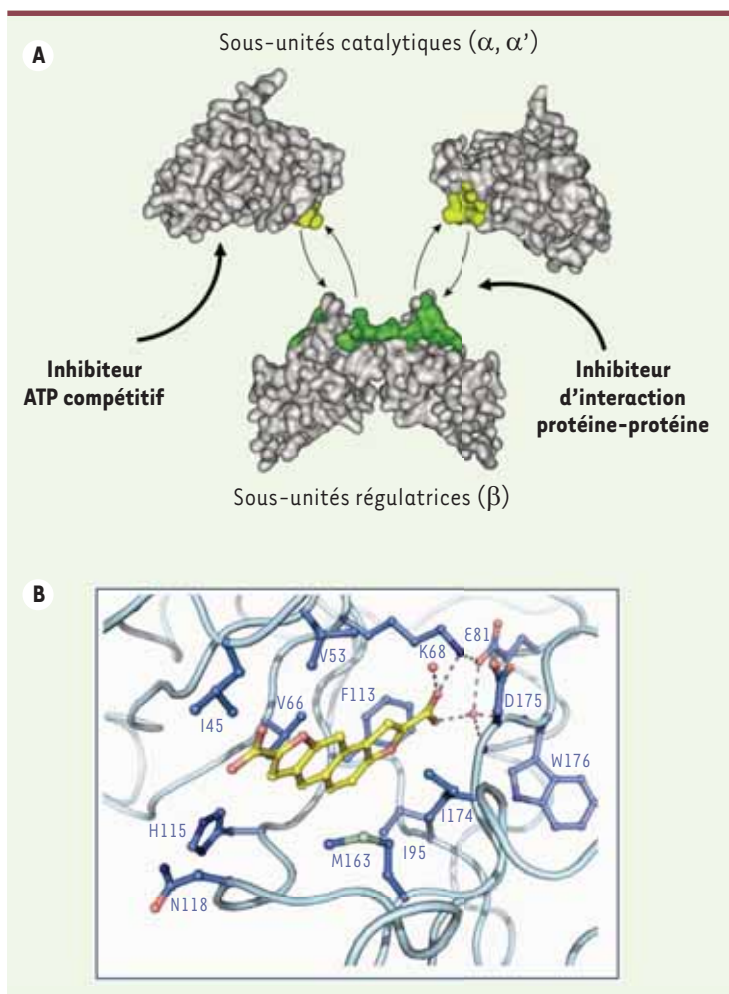 A
Sous-unités catalytiques (α, α’)
Inhibiteur
ATP compétitif
Inhibiteur
d’interaction
protéine-protéine
Sous-unités régulatrices (β)
B
V53
K68
E81
I45
V66
F113
D175
W176
H115
I174
M163
I95
N118